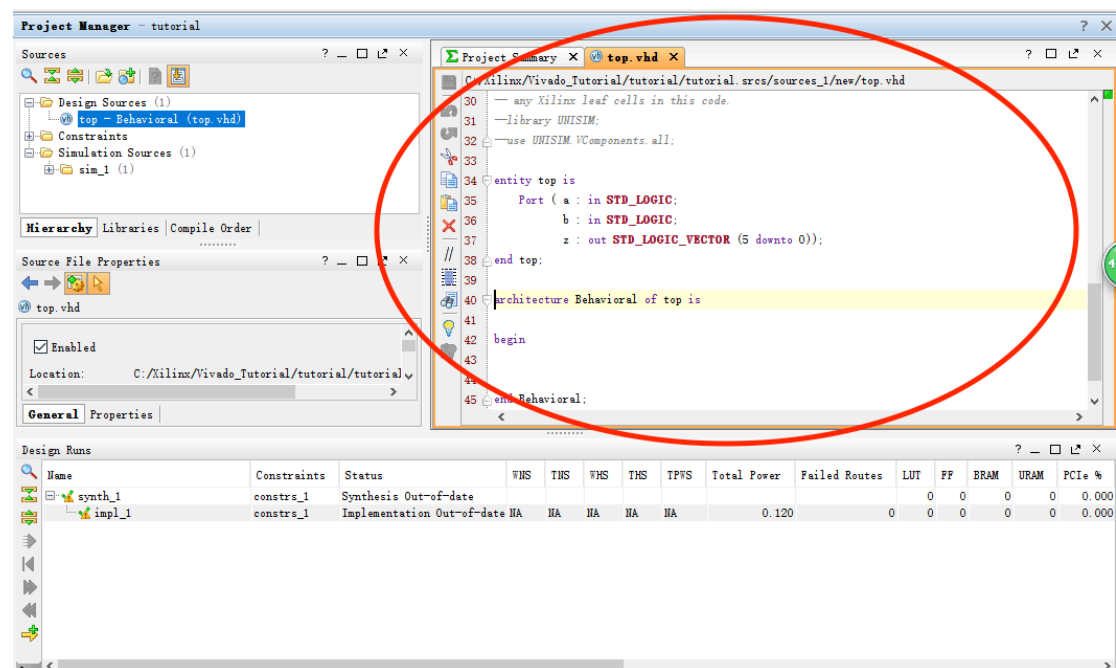 Project Manager - tutorial
? ×
Sources
? _ □ ×
Design Sources (1)
top - Behavioral (top.vhd)
Constraints
Simulation Sources (1)
sim_1 (1)
Hierarchy Libraries Compile Order
Source File Properties
? _ □ ×
top.vhd
Enabled
Location: C:/Xilinx/Vivado_Tutorial/tutorial/tutorial
General Properties
Σ Project Summary × top.vhd ×
? □ ×
C:/Xilinx/Vivado_Tutorial/tutorial/tutorial.srcs/sources_1/new/top.vhd
30 -- any Xilinx leaf cells in this code.
31 --library UNISIM;
32 --use UNISIM.VComponents.all;
33
34 entity top is
35 Port ( a : in STD_LOGIC;
36 b : in STD_LOGIC;
37 z : out STD_LOGIC_VECTOR (5 downto 0));
38 end top;
39
40 architecture Behavioral of top is
41
42 begin
43
44
45 end Behavioral;
4
Design Runs
? _ □ ×
Name Constraints Status WNS TNS WHS THS TPWS Total Power Failed Routes LUT FF BRAM URAM PCIe %
synth_1 constrs_1 Synthesis Out-of-date 0 0 0 0 0.000
impl_1 constrs_1 Implementation Out-of-date NA NA NA NA NA 0.120 0 0 0 0 0 0.000